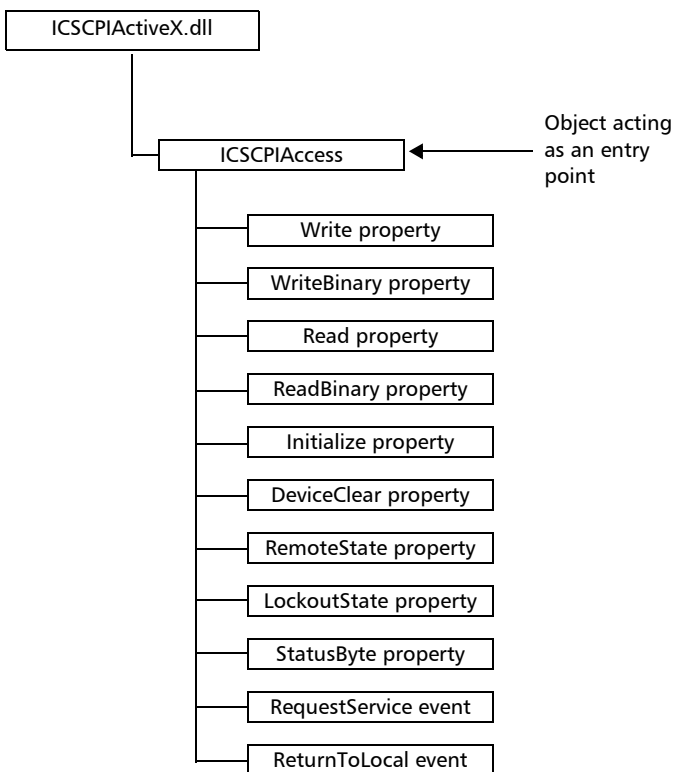 ICSCPIActiveX.dll
Object acting
as an entry
point
ICSCPIAccess
Write property
WriteBinary property
Read property
ReadBinary property
Initialize property
DeviceClear property
RemoteState property
LockoutState property
StatusByte property
RequestService event
ReturnToLocal event